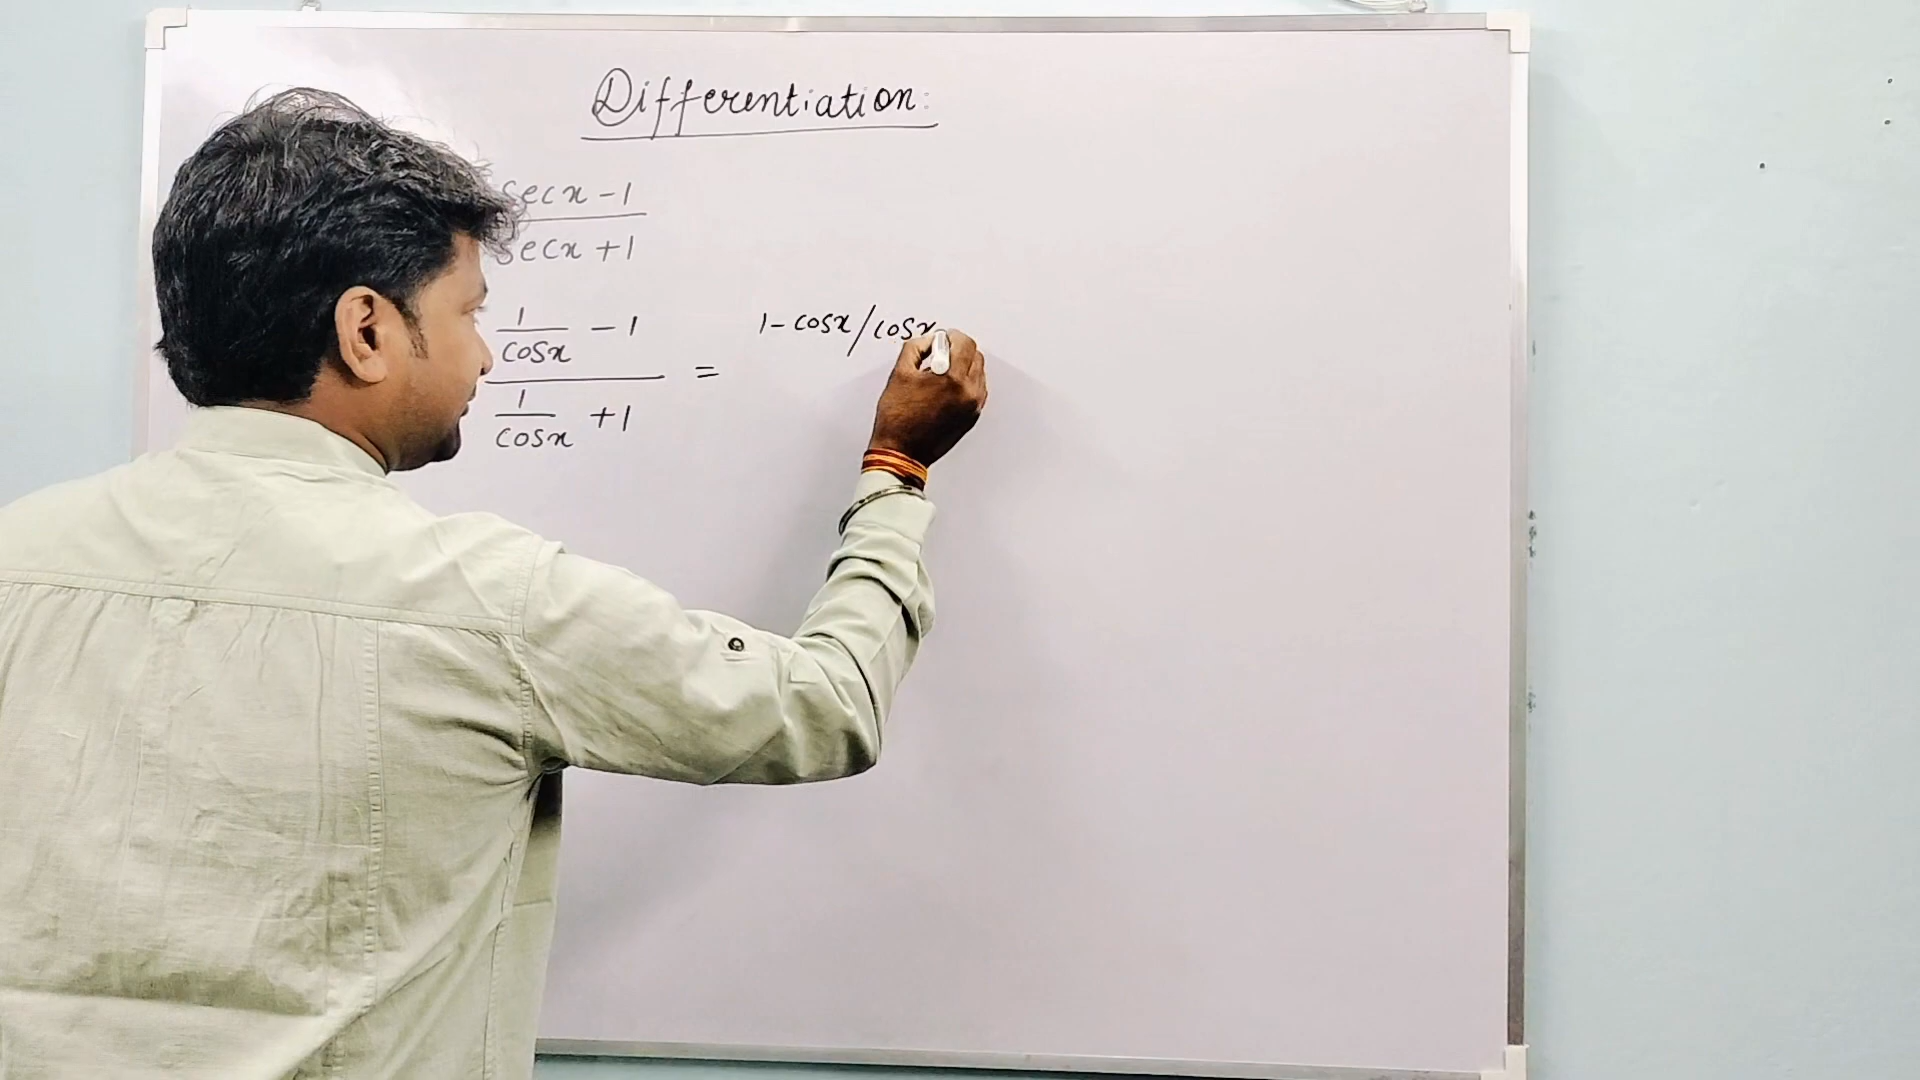 Differentiation:
secx - 1
secx + 1
1
cosx - 1
1
cosx + 1
= 1 - cosx / cosx